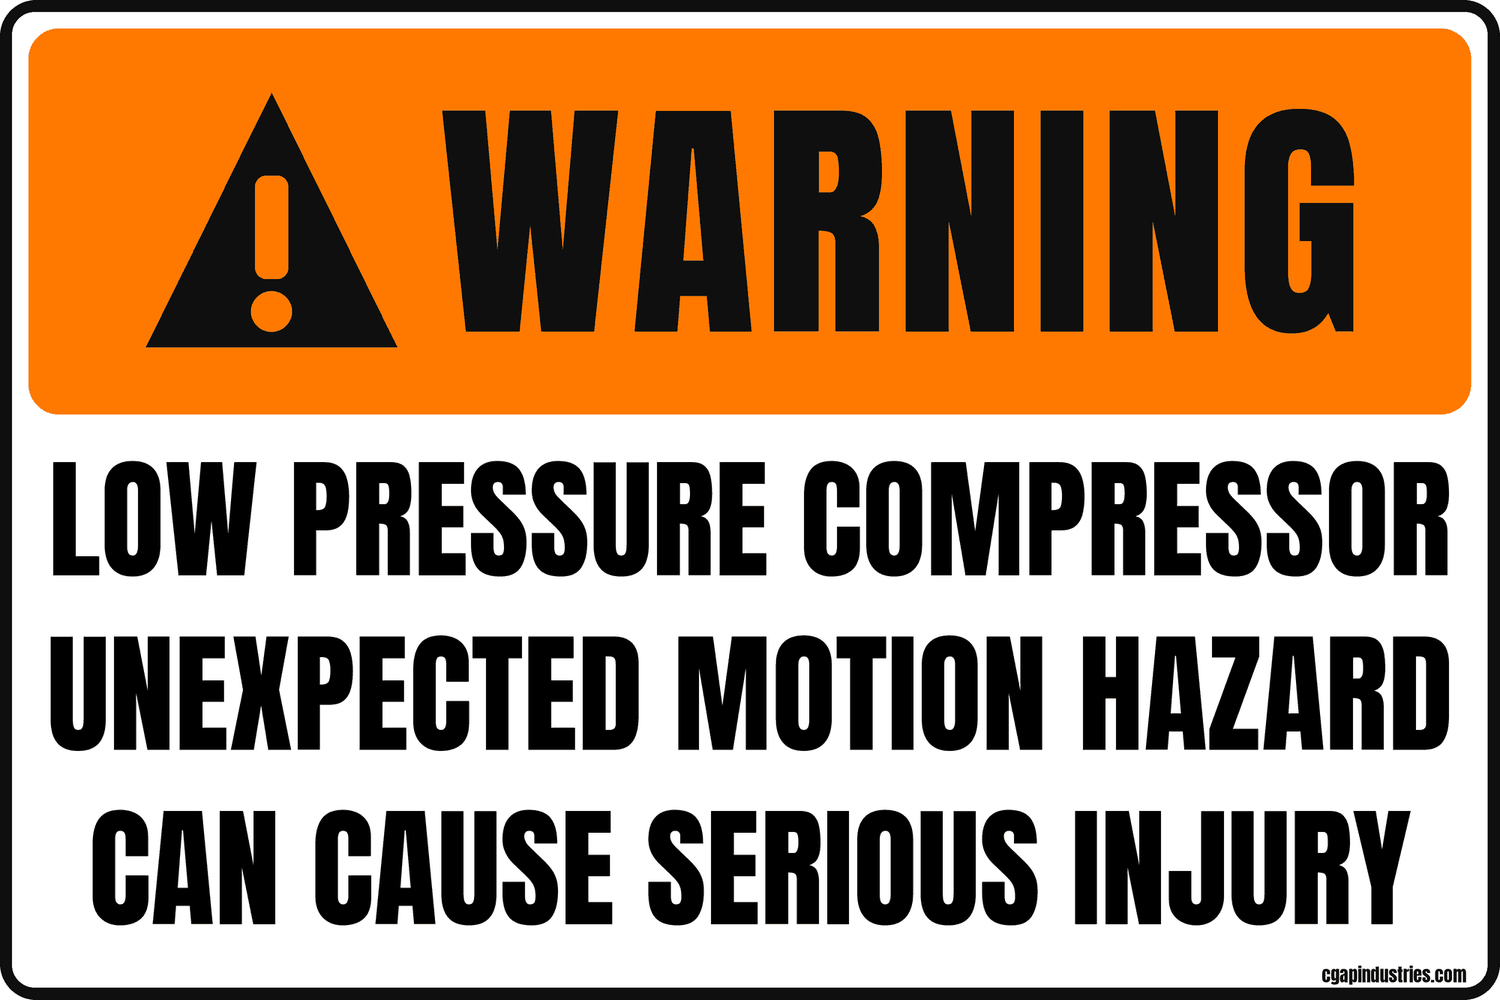 WARNING
LOW PRESSURE COMPRESSOR
UNEXPECTED MOTION HAZARD
CAN CAUSE SERIOUS INJURY
cgapindustries.com